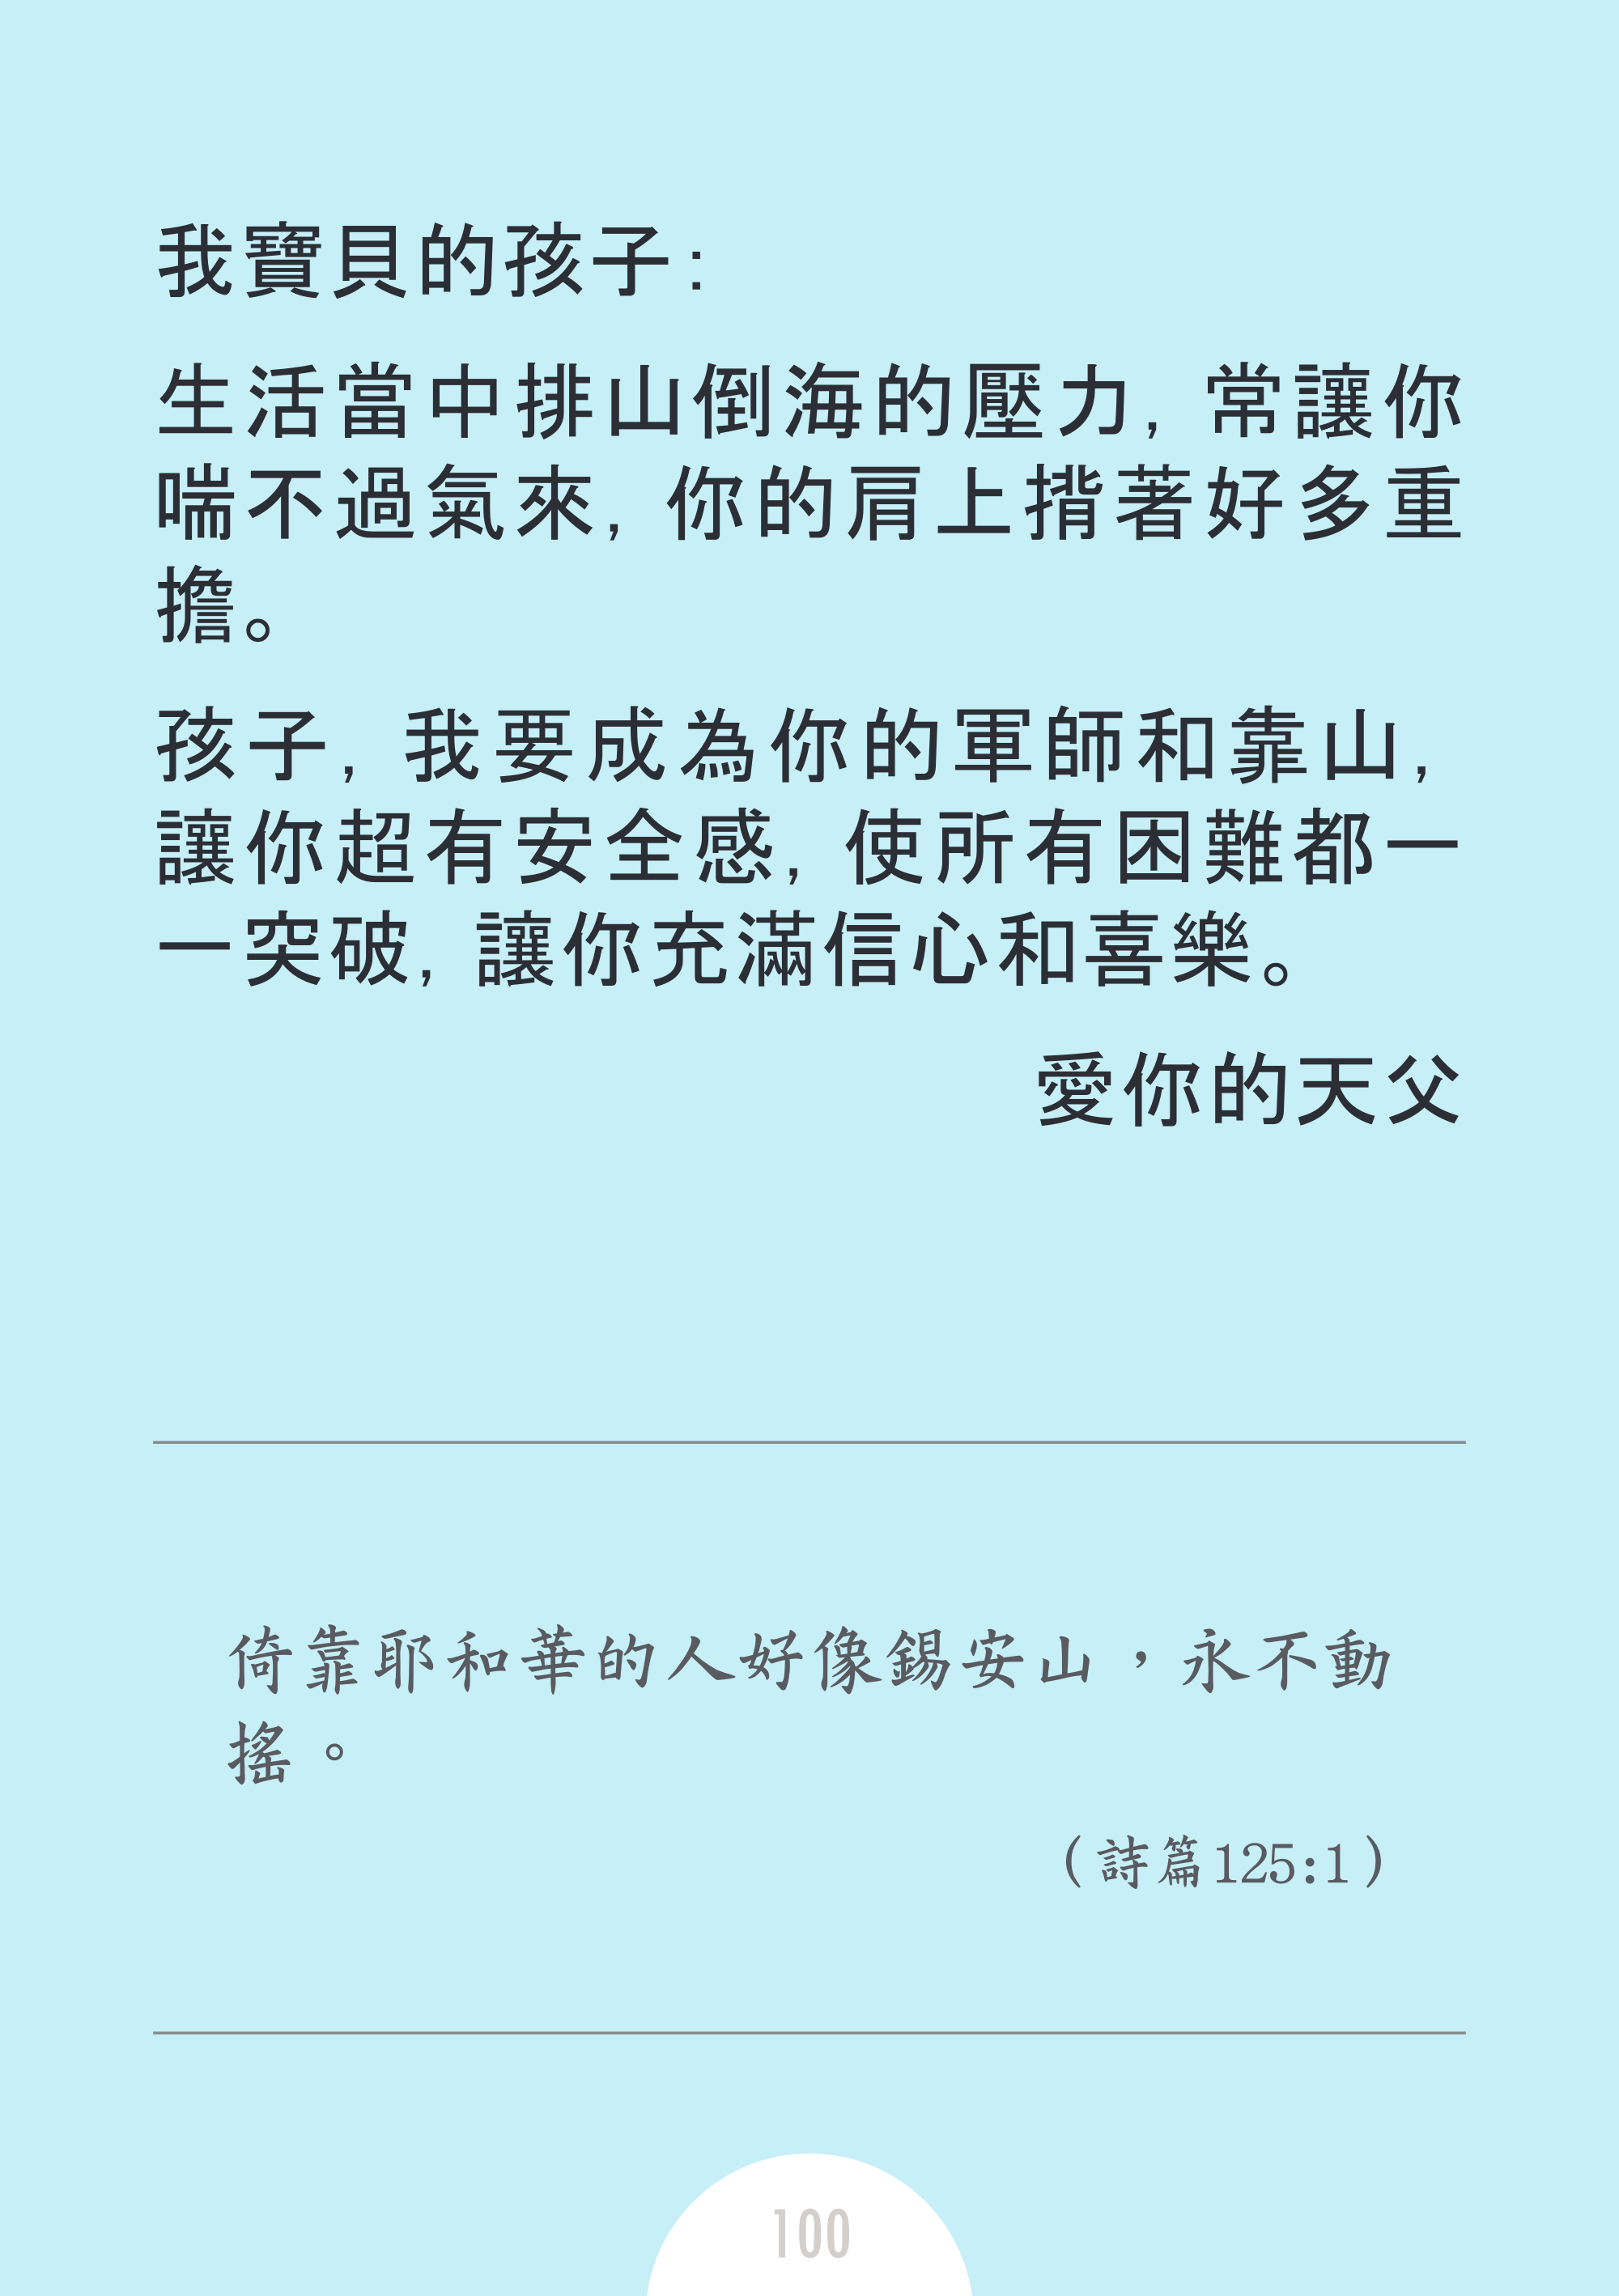 我寶貝的孩子：
生活當中排山倒海的壓力，常讓你
喘不過氣來，你的肩上揹著好多重
擔。
孩子，我要成為你的軍師和靠山，
讓你超有安全感，使所有困難都一
一突破，讓你充滿信心和喜樂。
愛你的天父
倚靠耶和華的人好像錫安山，永不動
搖。
（詩篇125:1）
100